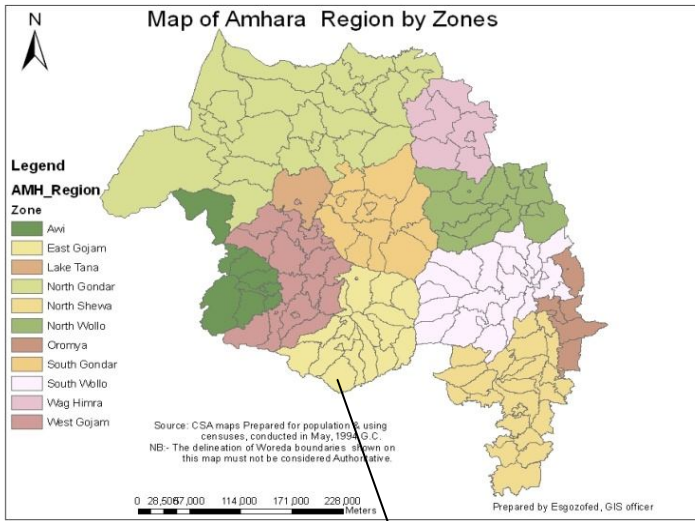 N
Map of Amhara Region by Zones
Legend
AMH_Region
Zone
Awi
East Gojam
Lake Tana
North Gondar
North Shewa
North Wollo
Oromya
South Gondar
South Wollo
Wag Himra
West Gojam
Source: CSA maps Prepared for population & using
censuses, conducted in May, 1994 G.C.
NB:- The delineation of Woreda boundaries shown on
this map must not be considered Authoritative.
0 28,500 57,000 114,000 171,000 228,000
Meters
Prepared by Esgozofed, GIS officer